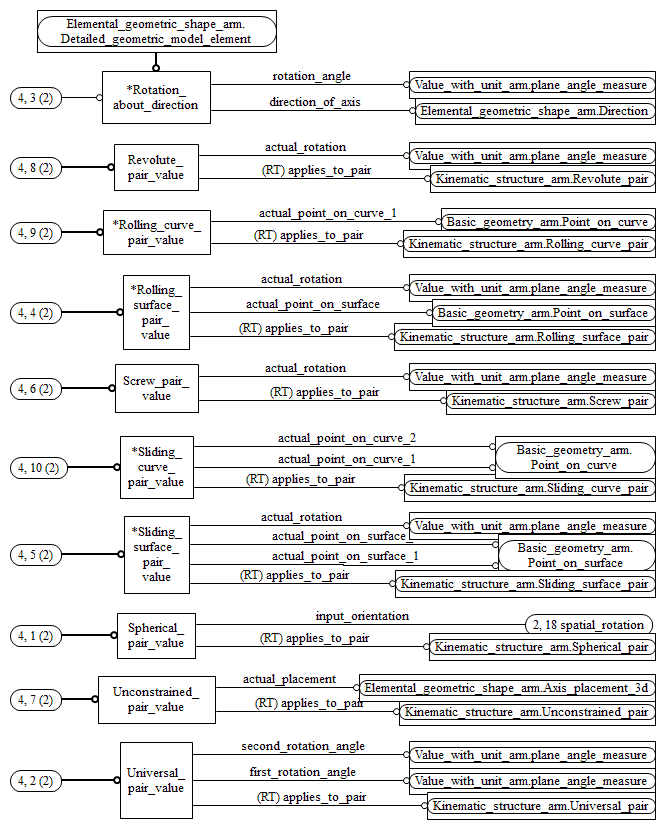 Elemental_geometric_shape_arm.
Detailed_geometric_model_element
4, 3 (2)
*Rotation_
about_direction
rotation_angle
Value_with_unit_arm.plane_angle_measure
direction_of_axis
Elemental_geometric_shape_arm.Direction
4, 8 (2)
Revolute_
pair_value
actual_rotation
Value_with_unit_arm.plane_angle_measure
(RT) applies_to_pair
Kinematic_structure_arm.Revolute_pair
4, 9 (2)
*Rolling_curve_
pair_value
actual_point_on_curve_1
Basic_geometry_arm.Point_on_curve
(RT) applies_to_pair
Kinematic_structure_arm.Rolling_curve_pair
4, 4 (2)
*Rolling_
surface_
pair_
value
actual_rotation
Value_with_unit_arm.plane_angle_measure
actual_point_on_surface
Basic_geometry_arm.Point_on_surface
(RT) applies_to_pair
Kinematic_structure_arm.Rolling_surface_pair
4, 6 (2)
Screw_pair_
value
actual_rotation
Value_with_unit_arm.plane_angle_measure
(RT) applies_to_pair
Kinematic_structure_arm.Screw_pair
4, 10 (2)
*Sliding_
curve_
pair_value
actual_point_on_curve_2
actual_point_on_curve_1
Basic_geometry_arm.
Point_on_curve
(RT) applies_to_pair
Kinematic_structure_arm.Sliding_curve_pair
4, 5 (2)
*Sliding_
surface_
pair_
value
actual_rotation
Value_with_unit_arm.plane_angle_measure
actual_point_on_surface_
actual_point_on_surface_1
Basic_geometry_arm.
Point_on_surface
(RT) applies_to_pair
Kinematic_structure_arm.Sliding_surface_pair
4, 1 (2)
Spherical_
pair_value
input_orientation
2, 18 spatial_rotation
(RT) applies_to_pair
Kinematic_structure_arm.Spherical_pair
4, 7 (2)
Unconstrained_
pair_value
actual_placement
Elemental_geometric_shape_arm.Axis_placement_3d
(RT) applies_to_pair
Kinematic_structure_arm.Unconstrained_pair
4, 2 (2)
Universal_
pair_value
second_rotation_angle
Value_with_unit_arm.plane_angle_measure
first_rotation_angle
Value_with_unit_arm.plane_angle_measure
(RT) applies_to_pair
Kinematic_structure_arm.Universal_pair